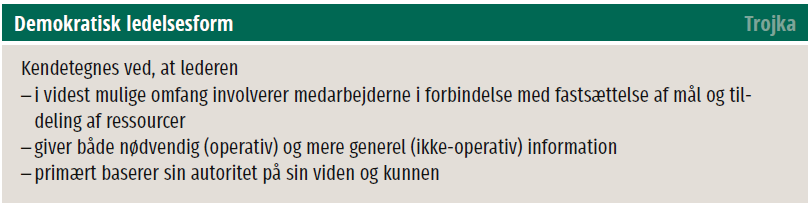 Demokratisk ledelsesform Trojka
Kendetegnes ved, at lederen
– i videst mulige omfang involverer medarbejderne i forbindelse med fastsættelse af mål og til-
deling af ressourcer
– giver både nødvendig (operativ) og mere generel (ikke-operativ) information
– primært baserer sin autoritet på sin viden og kunnen